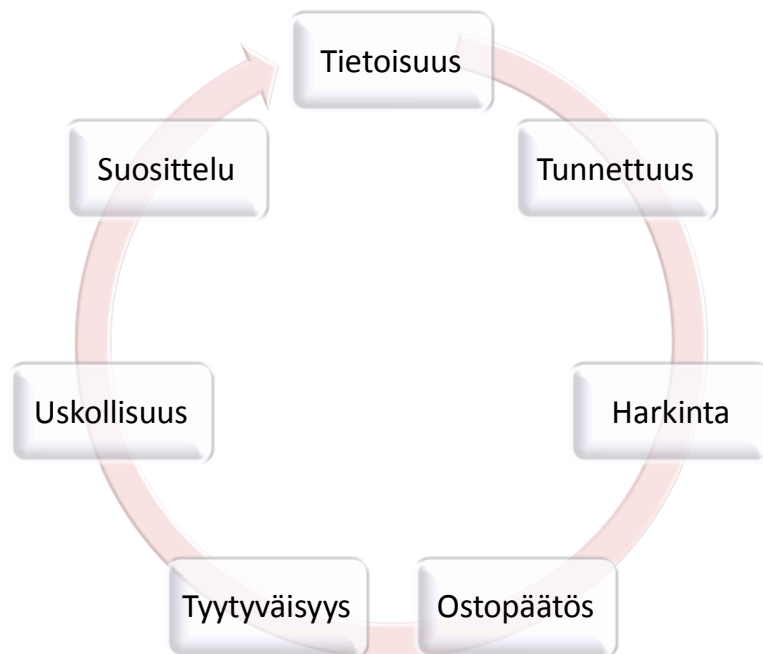 Tietoisuus
Tunnettuus
Harkinta
Ostopäätös
Tyytyväisyys
Uskollisuus
Suosittelu